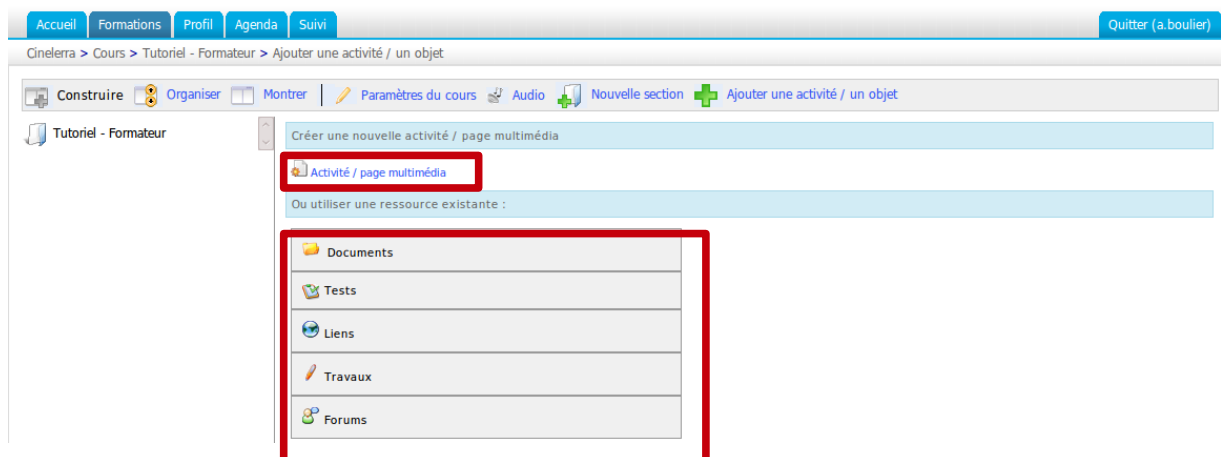 Accueil Formations Profil Agenda Suivi Quitter (a.boulier)
Cinelerra > Cours > Tutoriel - Formateur > Ajouter une activité / un objet
Construire Organiser Montrer Paramètres du cours Audio Nouvelle section Ajouter une activité / un objet
Tutoriel - Formateur
Créer une nouvelle activité / page multimédia
Activité / page multimédia
Ou utiliser une ressource existante :
Documents
Tests
Liens
Travaux
Forums